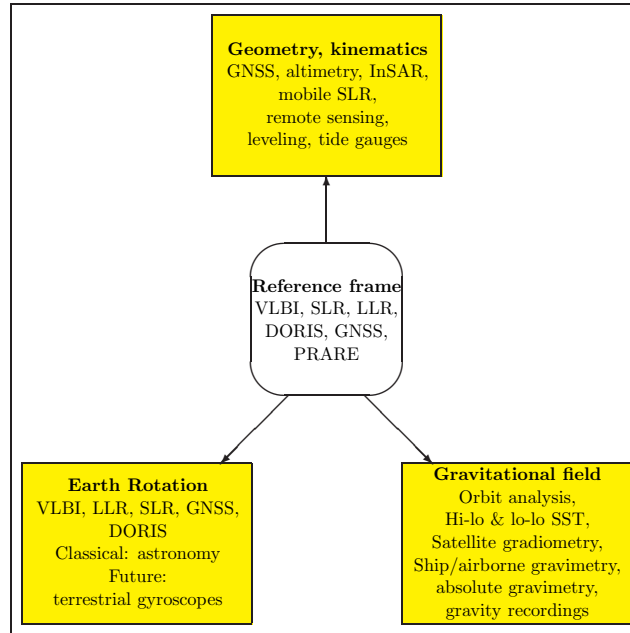 Geometry, kinematics
GNSS, altimetry, InSAR,
mobile SLR,
remote sensing,
leveling, tide gauges
Reference frame
VLBI, SLR, LLR,
DORIS, GNSS,
PRARE
Earth Rotation
VLBI, LLR, SLR, GNSS,
DORIS
Classical: astronomy
Future:
terrestrial gyroscopes
Gravitational field
Orbit analysis,
Hi-lo & lo-lo SST,
Satellite gradiometry,
Ship/airborne gravimetry,
absolute gravimetry,
gravity recordings